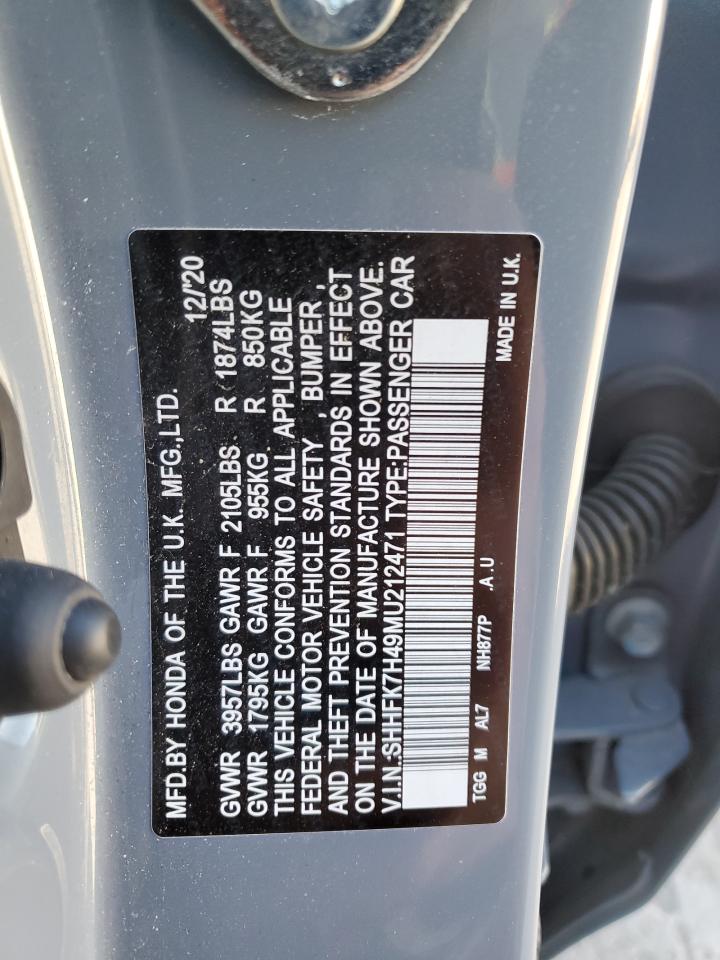 MFD.BY HONDA OF THE U.K. MFG.,LTD. 12/'20
GVWR 3957LBS GAWR F 2105LBS R 1874LBS
GVWR 1795KG GAWR F 955KG R 850KG
THIS VEHICLE CONFORMS TO ALL APPLICABLE
FEDERAL MOTOR VEHICLE SAFETY , BUMPER ,
AND THEFT PREVENTION STANDARDS IN EFFECT
ON THE DATE OF MANUFACTURE SHOWN ABOVE.
V.I.N.:SHHFK7H49MU212471 TYPE:PASSENGER CAR
TGG M AL7 NH877P .A.U MADE IN U.K.